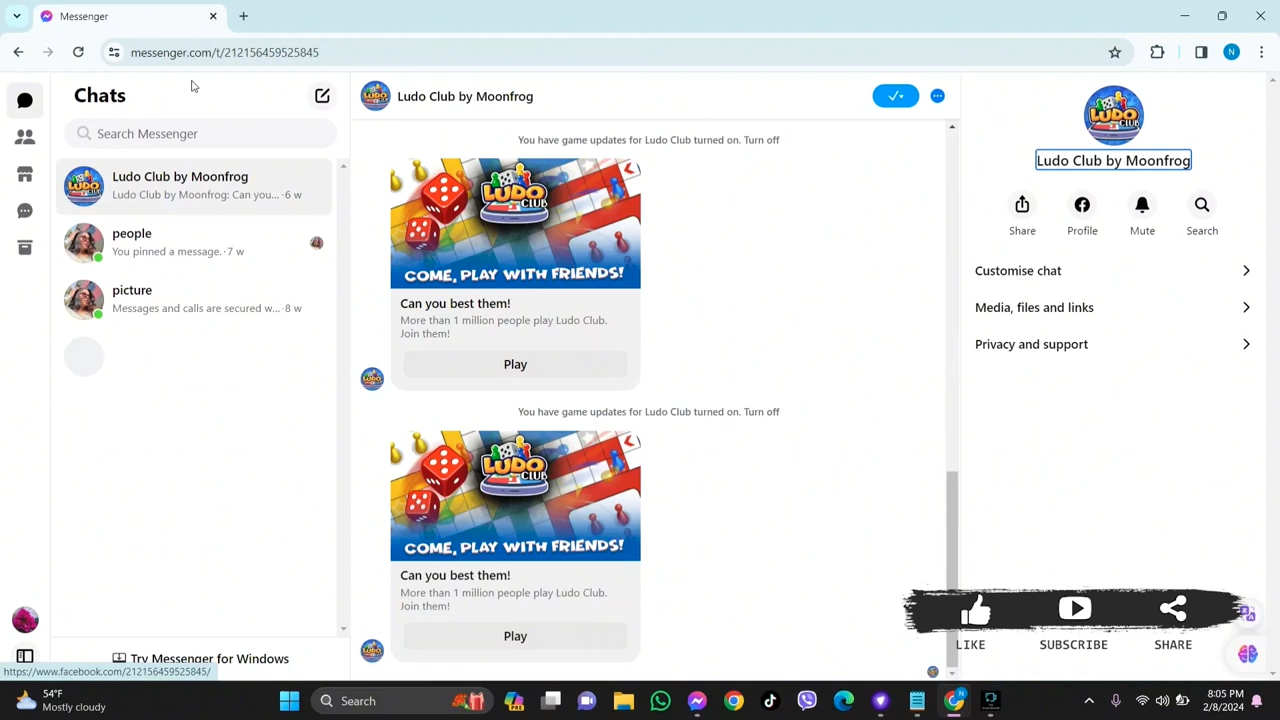 Messenger
messenger.com/t/212156459525845
N
Chats
Search Messenger
Ludo Club by Moonfrog
Ludo Club by Moonfrog: Can you... · 6 w
people
You pinned a message. · 7 w
picture
Messages and calls are secured w... · 8 w
Try Messenger for Windows
https://www.facebook.com/212156459525845/
Ludo Club by Moonfrog
You have game updates for Ludo Club turned on. Turn off
LUDO
CLUB
COME, PLAY WITH FRIENDS!
Can you best them!
More than 1 million people play Ludo Club.
Join them!
Play
You have game updates for Ludo Club turned on. Turn off
LUDO
CLUB
COME, PLAY WITH FRIENDS!
Can you best them!
More than 1 million people play Ludo Club.
Join them!
Play
LUDO
CLUB
Ludo Club by Moonfrog
Share
Profile
Mute
Search
Customise chat
Media, files and links
Privacy and support
LIKE
SUBSCRIBE
SHARE
54°F
Mostly cloudy
Search
8:05 PM
2/8/2024